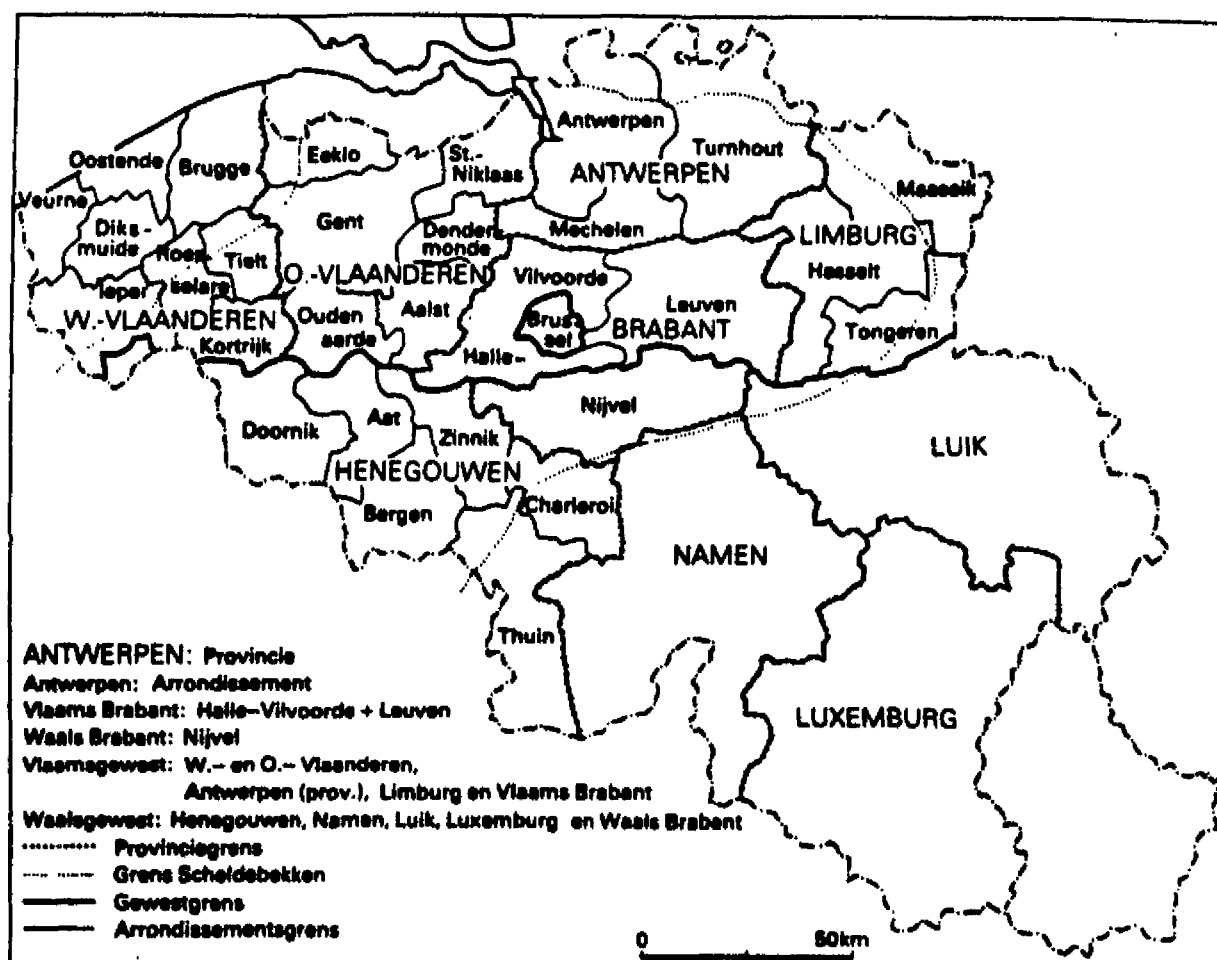 Antwerpen
Turnhout
Oostende
Brugge
Eeklo
St.-
Niklaas
ANTWERPEN
Maaseik
Veurne
Diks-
muide
Gent
Dender
monde
Mechelen
LIMBURG
Roes
selare
Tielt
O.-VLAANDEREN
Vilvoorde
Hasselt
Ieper
Aalst
Leuven
W.-VLAANDEREN
Ouden
aarde
Brus-
sel
BRABANT
Tongeren
Kortrijk
Halle-
Nijvel
Doornik
Aat
Zinnik
LUIK
HENEGOUWEN
Bergen
Charleroi
NAMEN
Thuin
LUXEMBURG
ANTWERPEN: Provincie
Antwerpen: Arrondissement
Vlaams Brabant: Halle-Vilvoorde + Leuven
Waals Brabant: Nijvel
Vlaamsgewest: W.- en O.- Vlaanderen,
Antwerpen (prov.), Limburg en Vlaams Brabant
Waalsgewest: Henegouwen, Namen, Luik, Luxemburg en Waals Brabant
Provinciegrens
Grens Scheldebekken
Gewestgrens
Arrondissementsgrens
0 50km